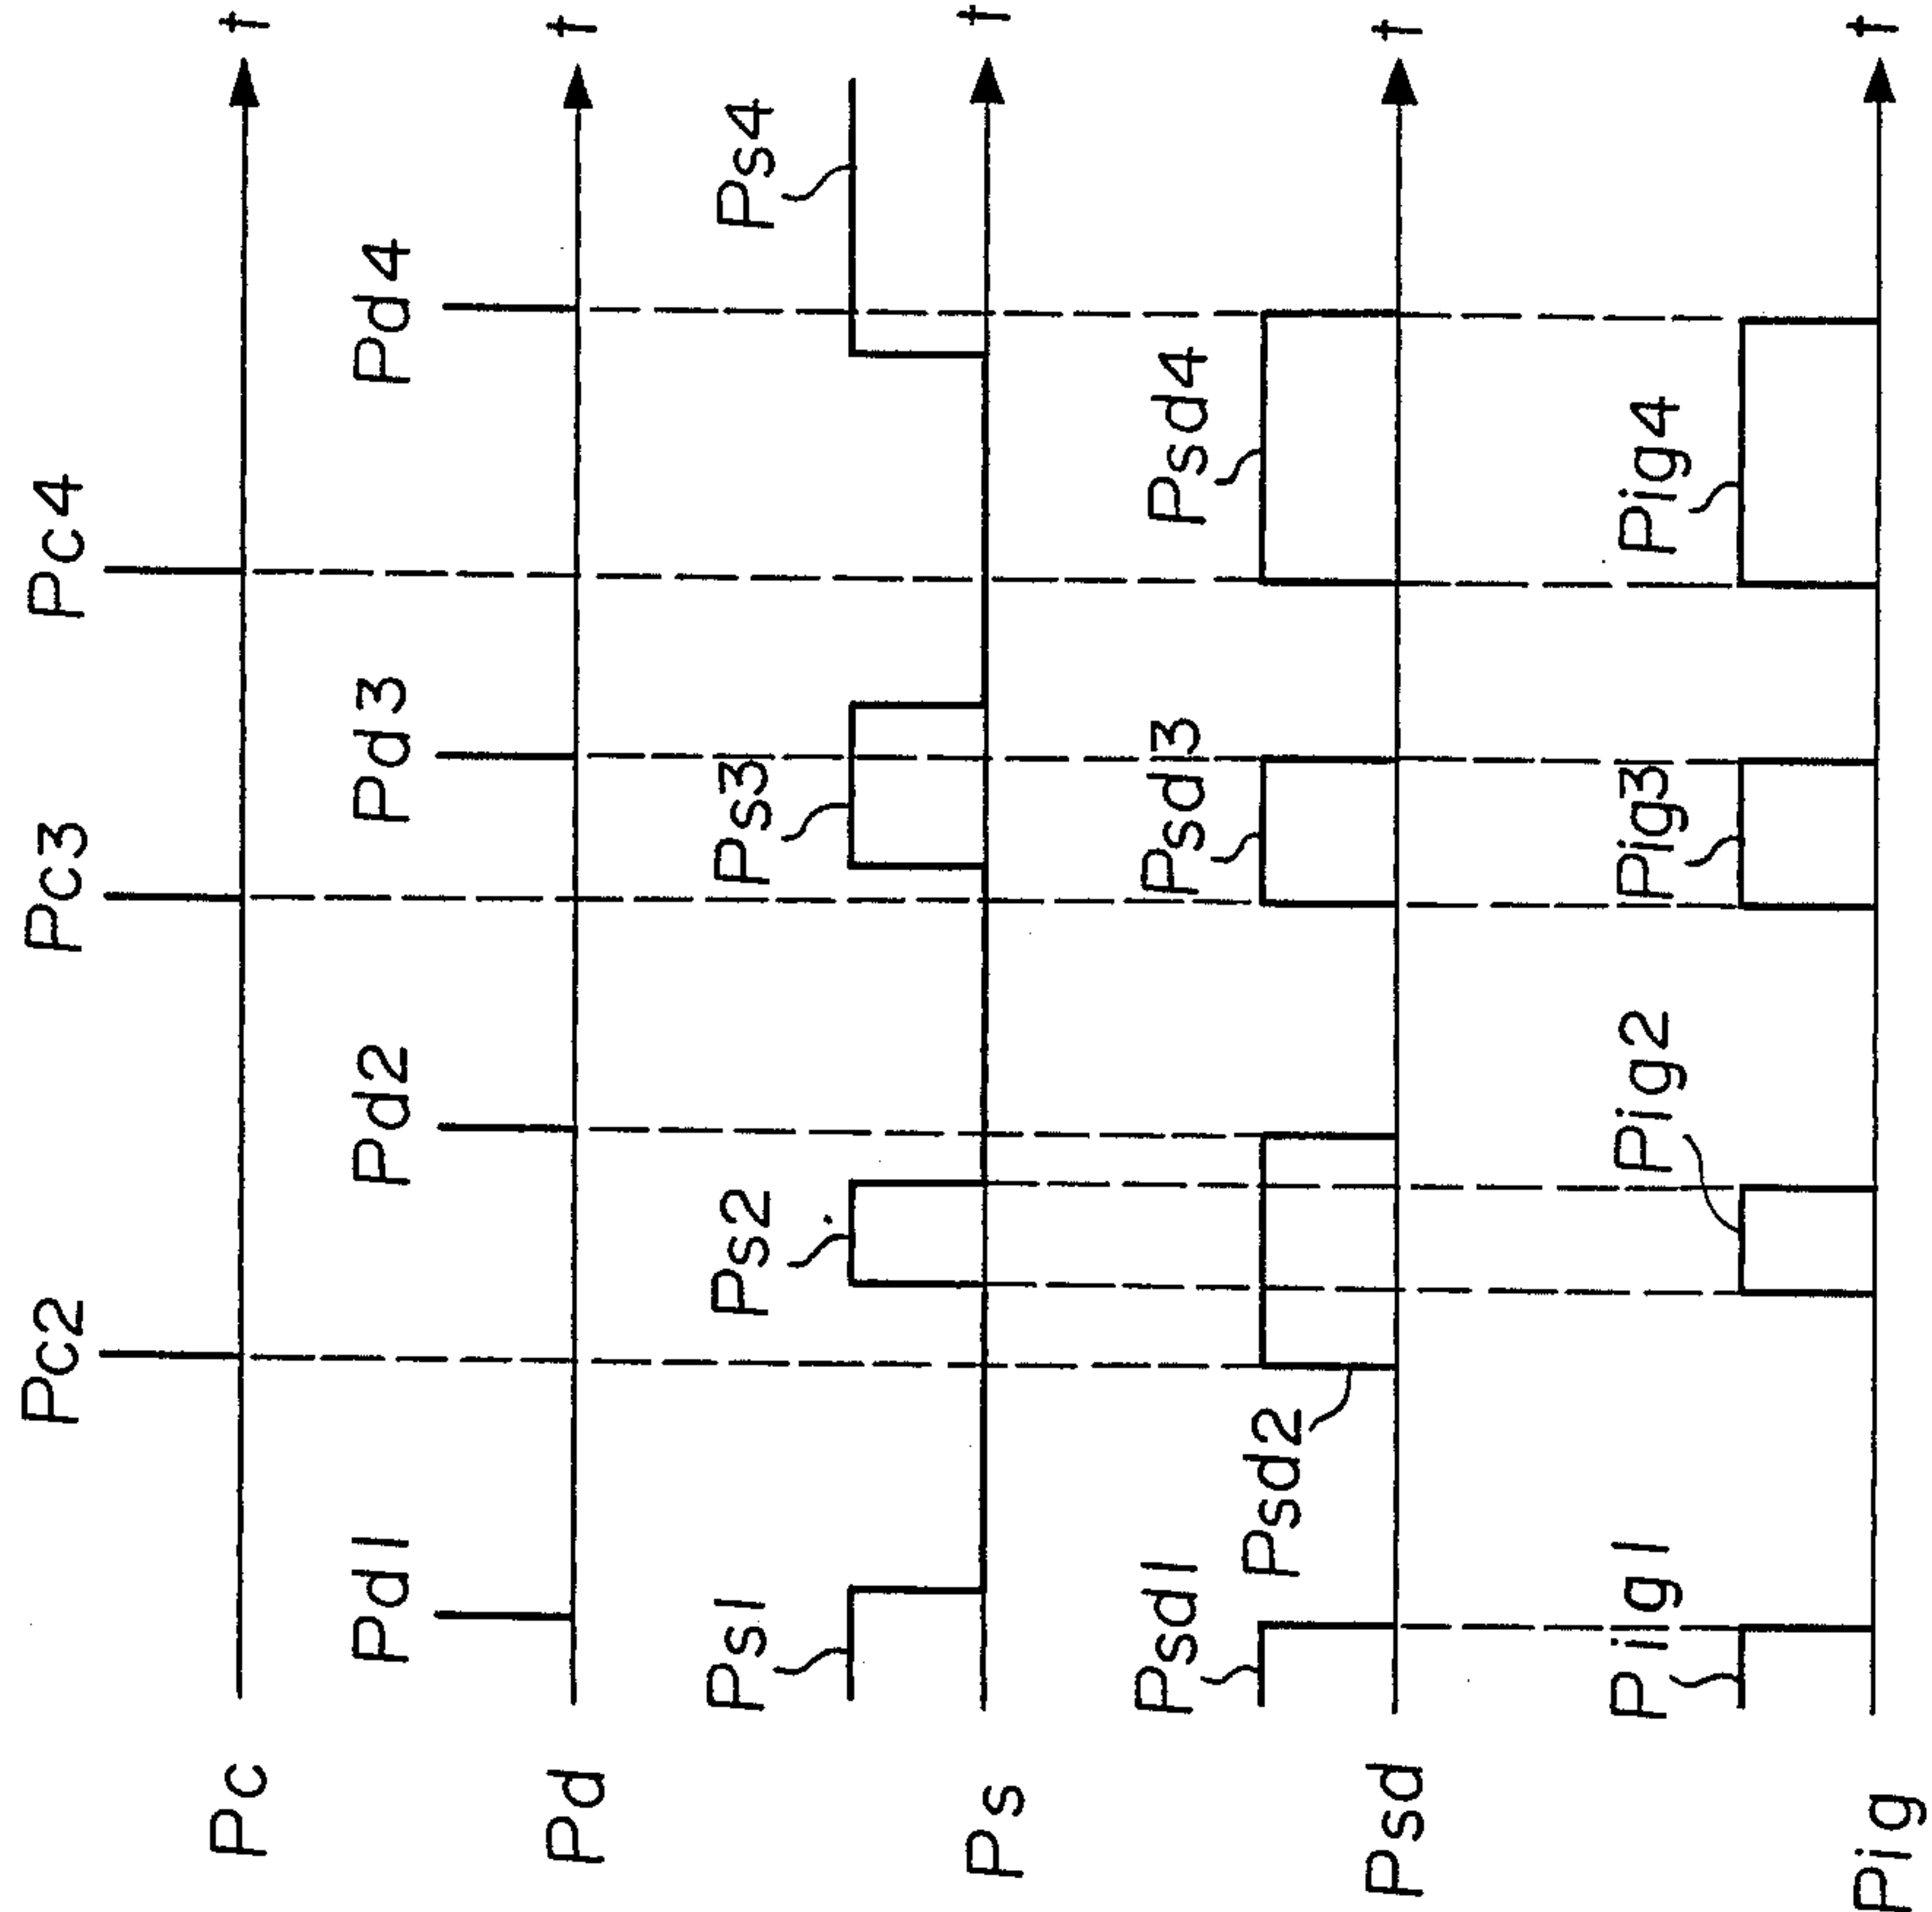 Pc2 Pc3 Pc4
Pc t
Pd1 Pd2 Pd3 Pd4
Pd t
Ps1 Ps2 Ps3 Ps4
Ps t
Psd1 Psd2 Psd3 Psd4
Psd t
Pig1 Pig2 Pig3 Pig4
Pig t